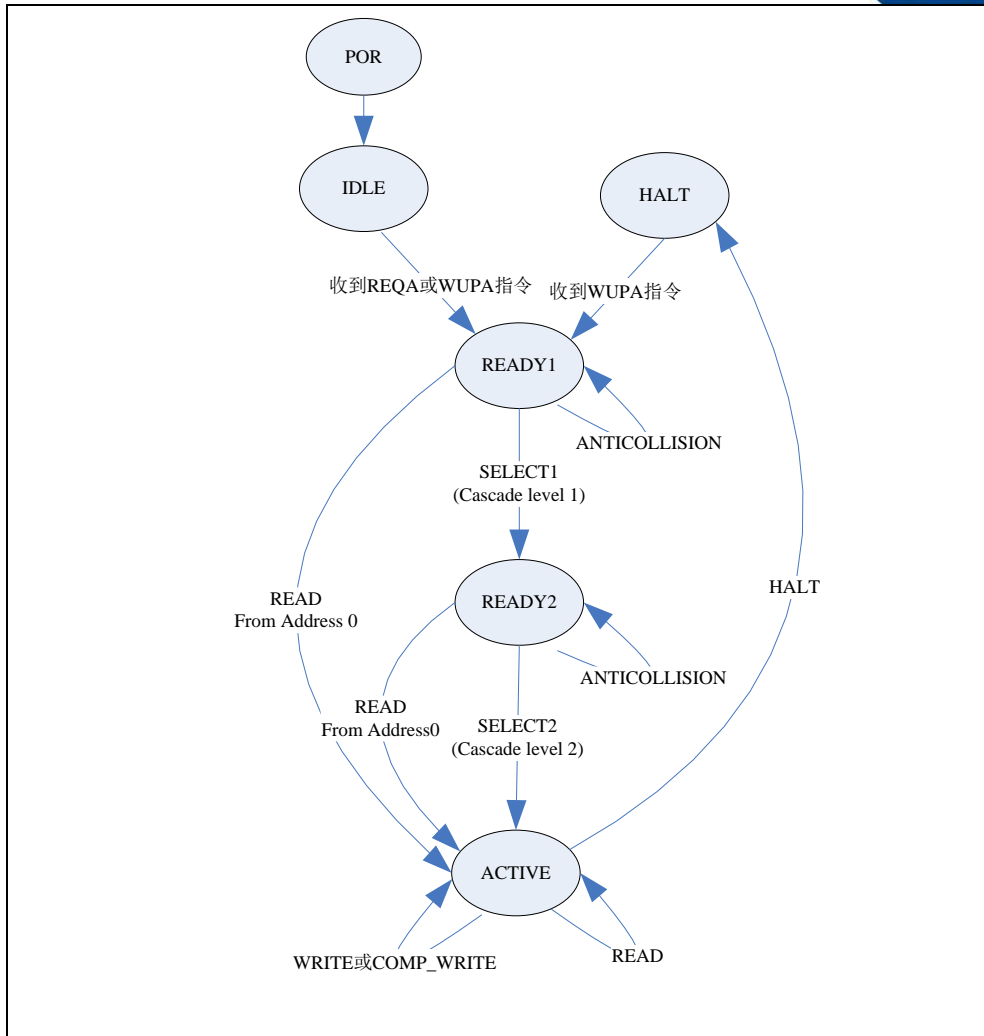 POR
IDLE
HALT
收到REQA或WUPA指令
收到WUPA指令
READY1
ANTICOLLISION
SELECT1
(Cascade level 1)
READ
From Address 0
READY2
HALT
ANTICOLLISION
READ
From Address0
SELECT2
(Cascade level 2)
ACTIVE
WRITE或COMP_WRITE
READ